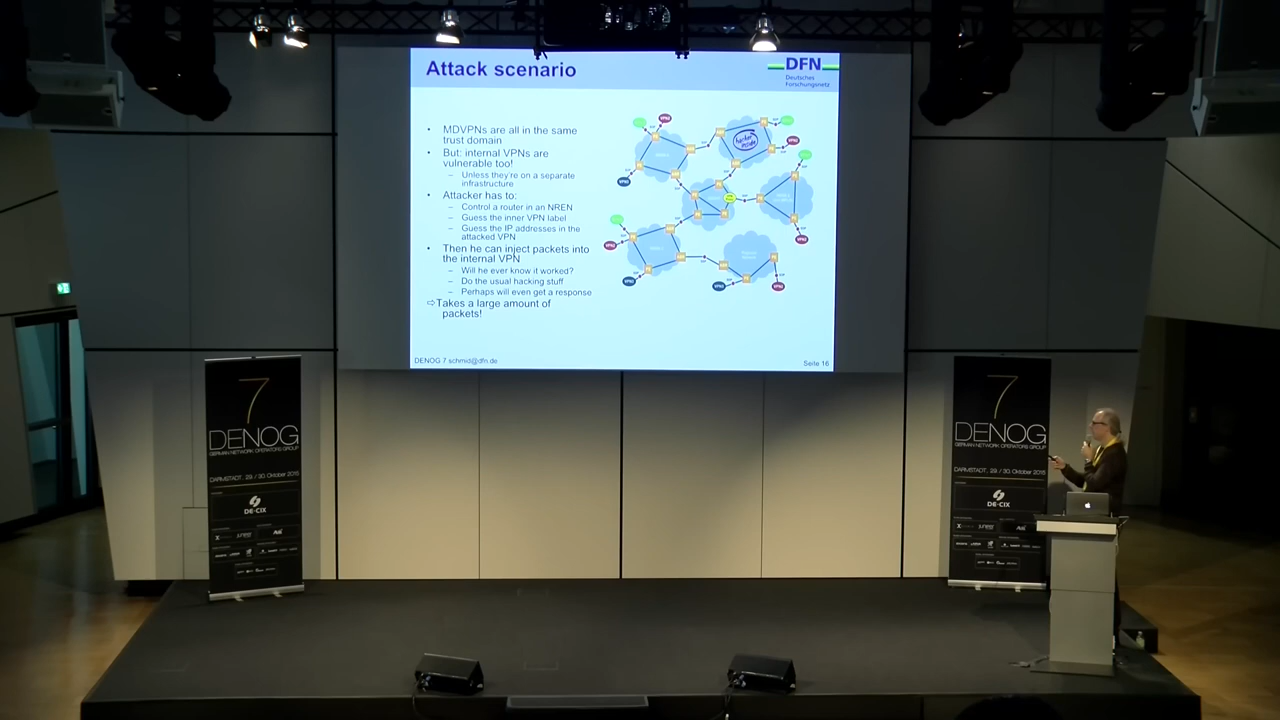 Attack scenario
DFN
Deutsches
Forschungsnetz
• MDVPNs are all in the same
trust domain
• But: internal VPNs are
vulnerable too!
– Unless they're on a separate
infrastructure
• Attacker has to:
– Control a router in an NREN
– Guess the inner VPN label
– Guess the IP addresses in the
attacked VPN
• Then he can inject packets into
the internal VPN
– Will he ever know it worked?
– Do the usual hacking stuff
– Perhaps will even get a response
⇨Takes a large amount of
packets!
hacker
inside
DENOG 7 schmid@dfn.de
Seite 16
7
DENOG
GERMAN NETWORK OPERATORS GROUP
DARMSTADT, 29. / 30. Oktober 2015
DE-CIX
7
DENOG
GERMAN NETWORK OPERATORS GROUP
DARMSTADT, 29. / 30. Oktober 2015
DE-CIX